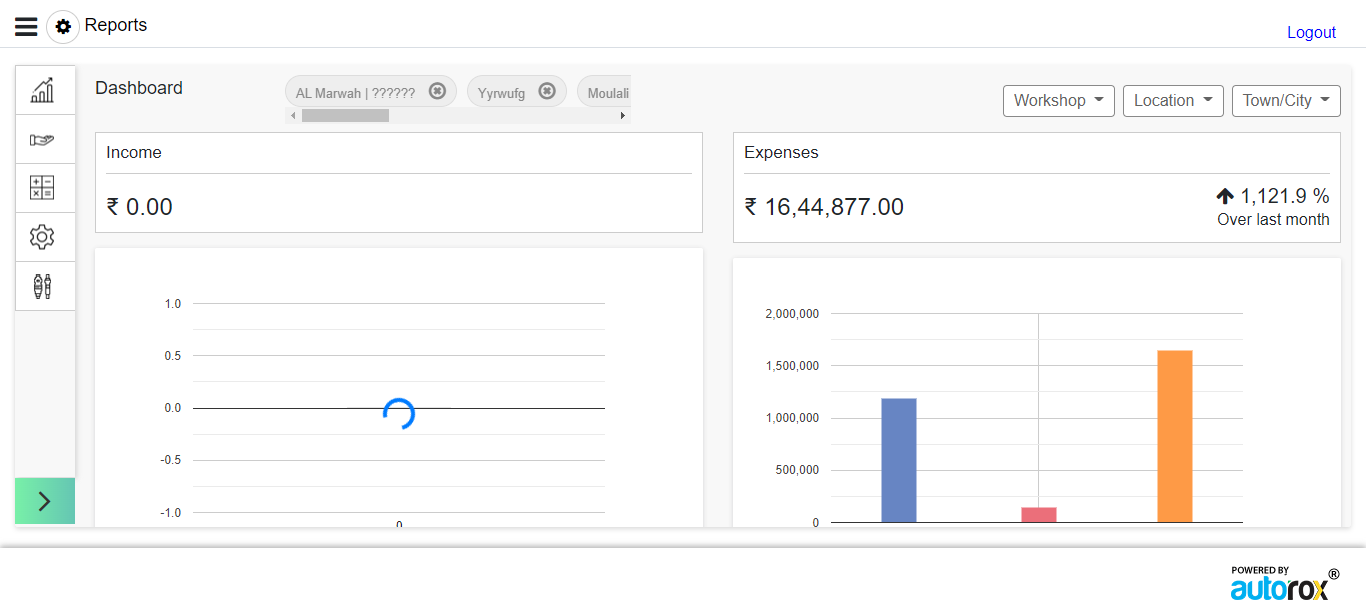 Reports
Logout
Dashboard
AL Marwah | ??????
Yyrwufg
Moulali
Workshop
Location
Town/City
Income
₹ 0.00
Expenses
₹ 16,44,877.00
1,121.9 %
Over last month
1.0
0.5
0.0
-0.5
-1.0
0
2,000,000
1,500,000
1,000,000
500,000
0
POWERED BY
autorox®